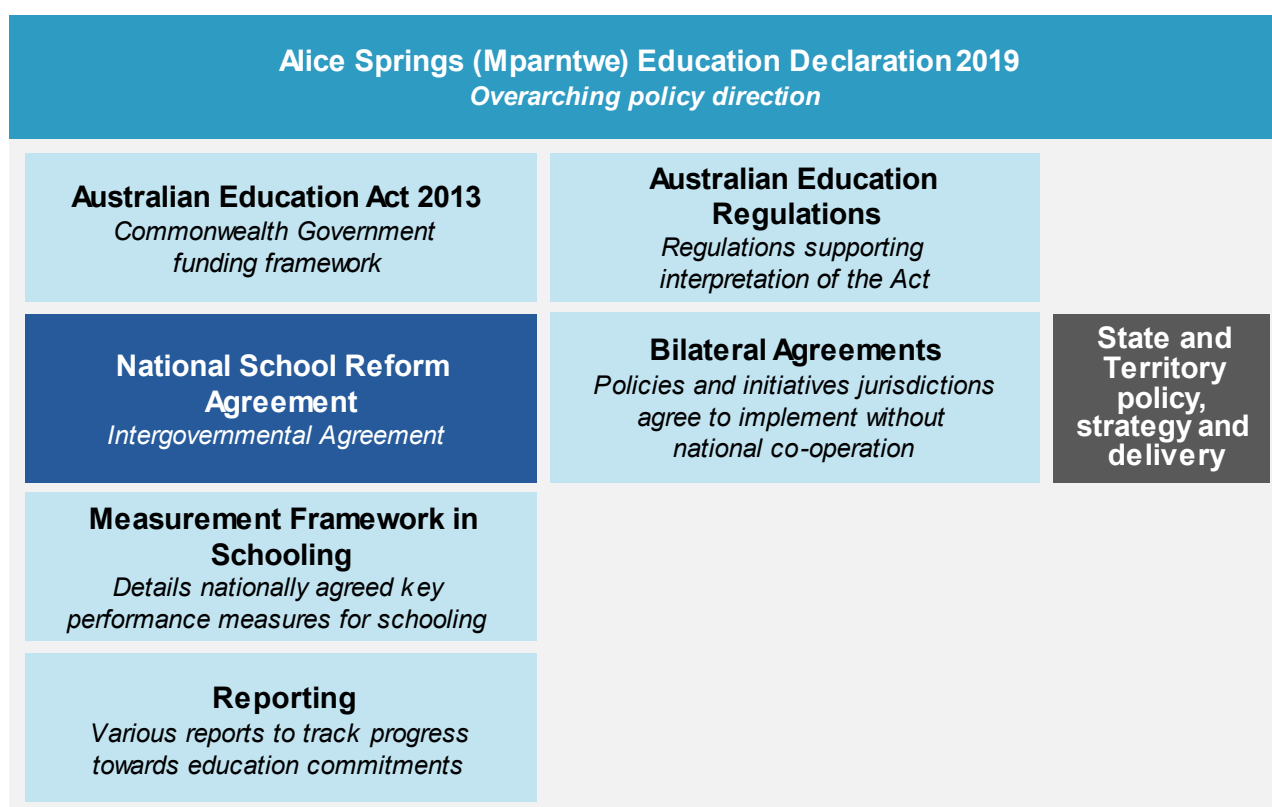 Alice Springs (Mparntwe) Education Declaration 2019
Overarching policy direction
Australian Education Act 2013
Commonwealth Government
funding framework
Australian Education
Regulations
Regulations supporting
interpretation of the Act
National School Reform
Agreement
Intergovernmental Agreement
Bilateral Agreements
Policies and initiatives jurisdictions
agree to implement without
national co-operation
State and
Territory
policy,
strategy and
delivery
Measurement Framework in
Schooling
Details nationally agreed key
performance measures for schooling
Reporting
Various reports to track progress
towards education commitments